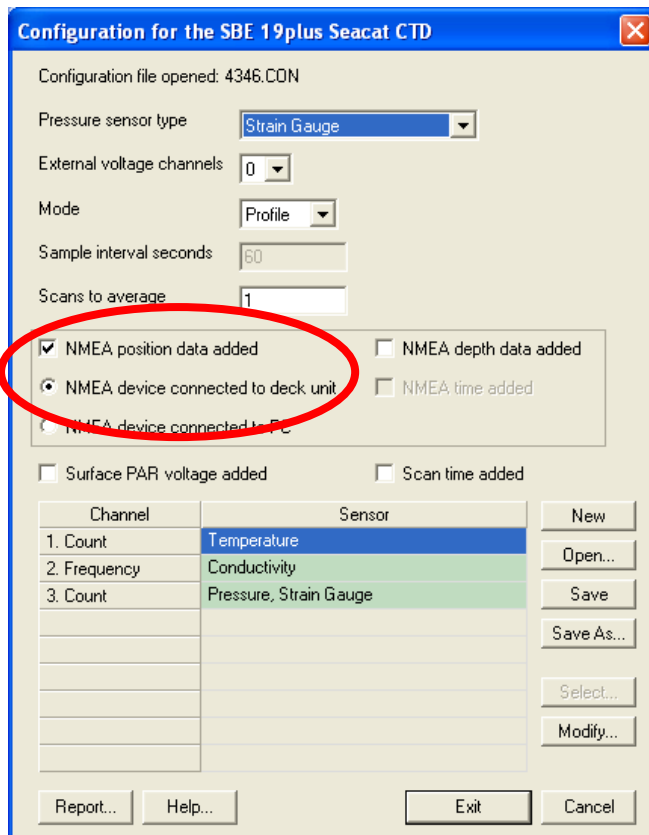 Configuration for the SBE 19plus Seacat CTD
Configuration file opened: 4346.CON
Pressure sensor type Strain Gauge
External voltage channels 0
Mode Profile
Sample interval seconds 60
Scans to average 1
NMEA position data added NMEA depth data added
NMEA device connected to deck unit NMEA time added
NMEA device connected to PC
Surface PAR voltage added Scan time added
Channel Sensor New
1. Count Temperature
2. Frequency Conductivity Open...
3. Count Pressure, Strain Gauge Save
Save As...
Select...
Modify...
Report... Help... Exit Cancel